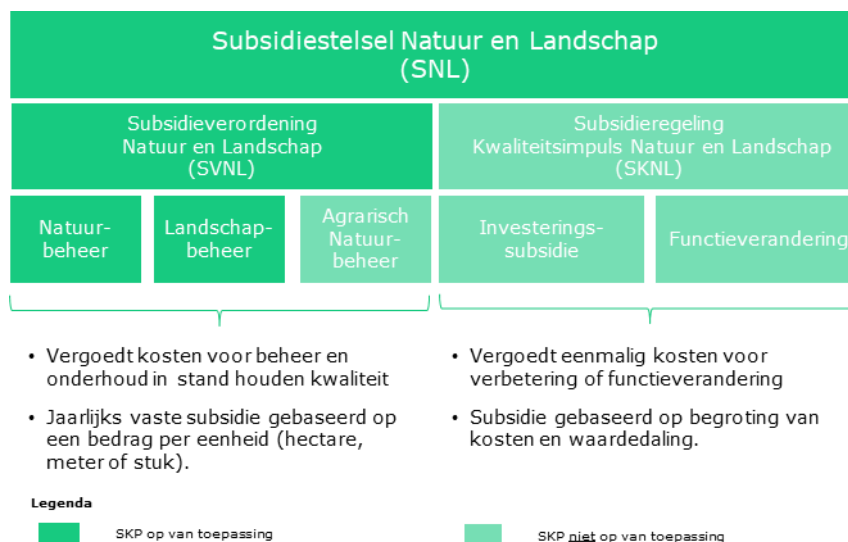 Subsidiestelsel Natuur en Landschap
(SNL)
Subsidieverordening
Natuur en Landschap
(SVNL)
Subsidieregeling
Kwaliteitsimpuls Natuur en Landschap
(SKNL)
Natuur-
beheer
Landschap-
beheer
Agrarisch
Natuur-
beheer
Investerings-
subsidie
Functieverandering
• Vergoedt kosten voor beheer en
onderhoud in stand houden kwaliteit
• Jaarlijks vaste subsidie gebaseerd op
een bedrag per eenheid (hectare,
meter of stuk).
• Vergoedt eenmalig kosten voor
verbetering of functieverandering
• Subsidie gebaseerd op begroting van
kosten en waardedaling.
Legenda
SKP op van toepassing
SKP niet op van toepassing